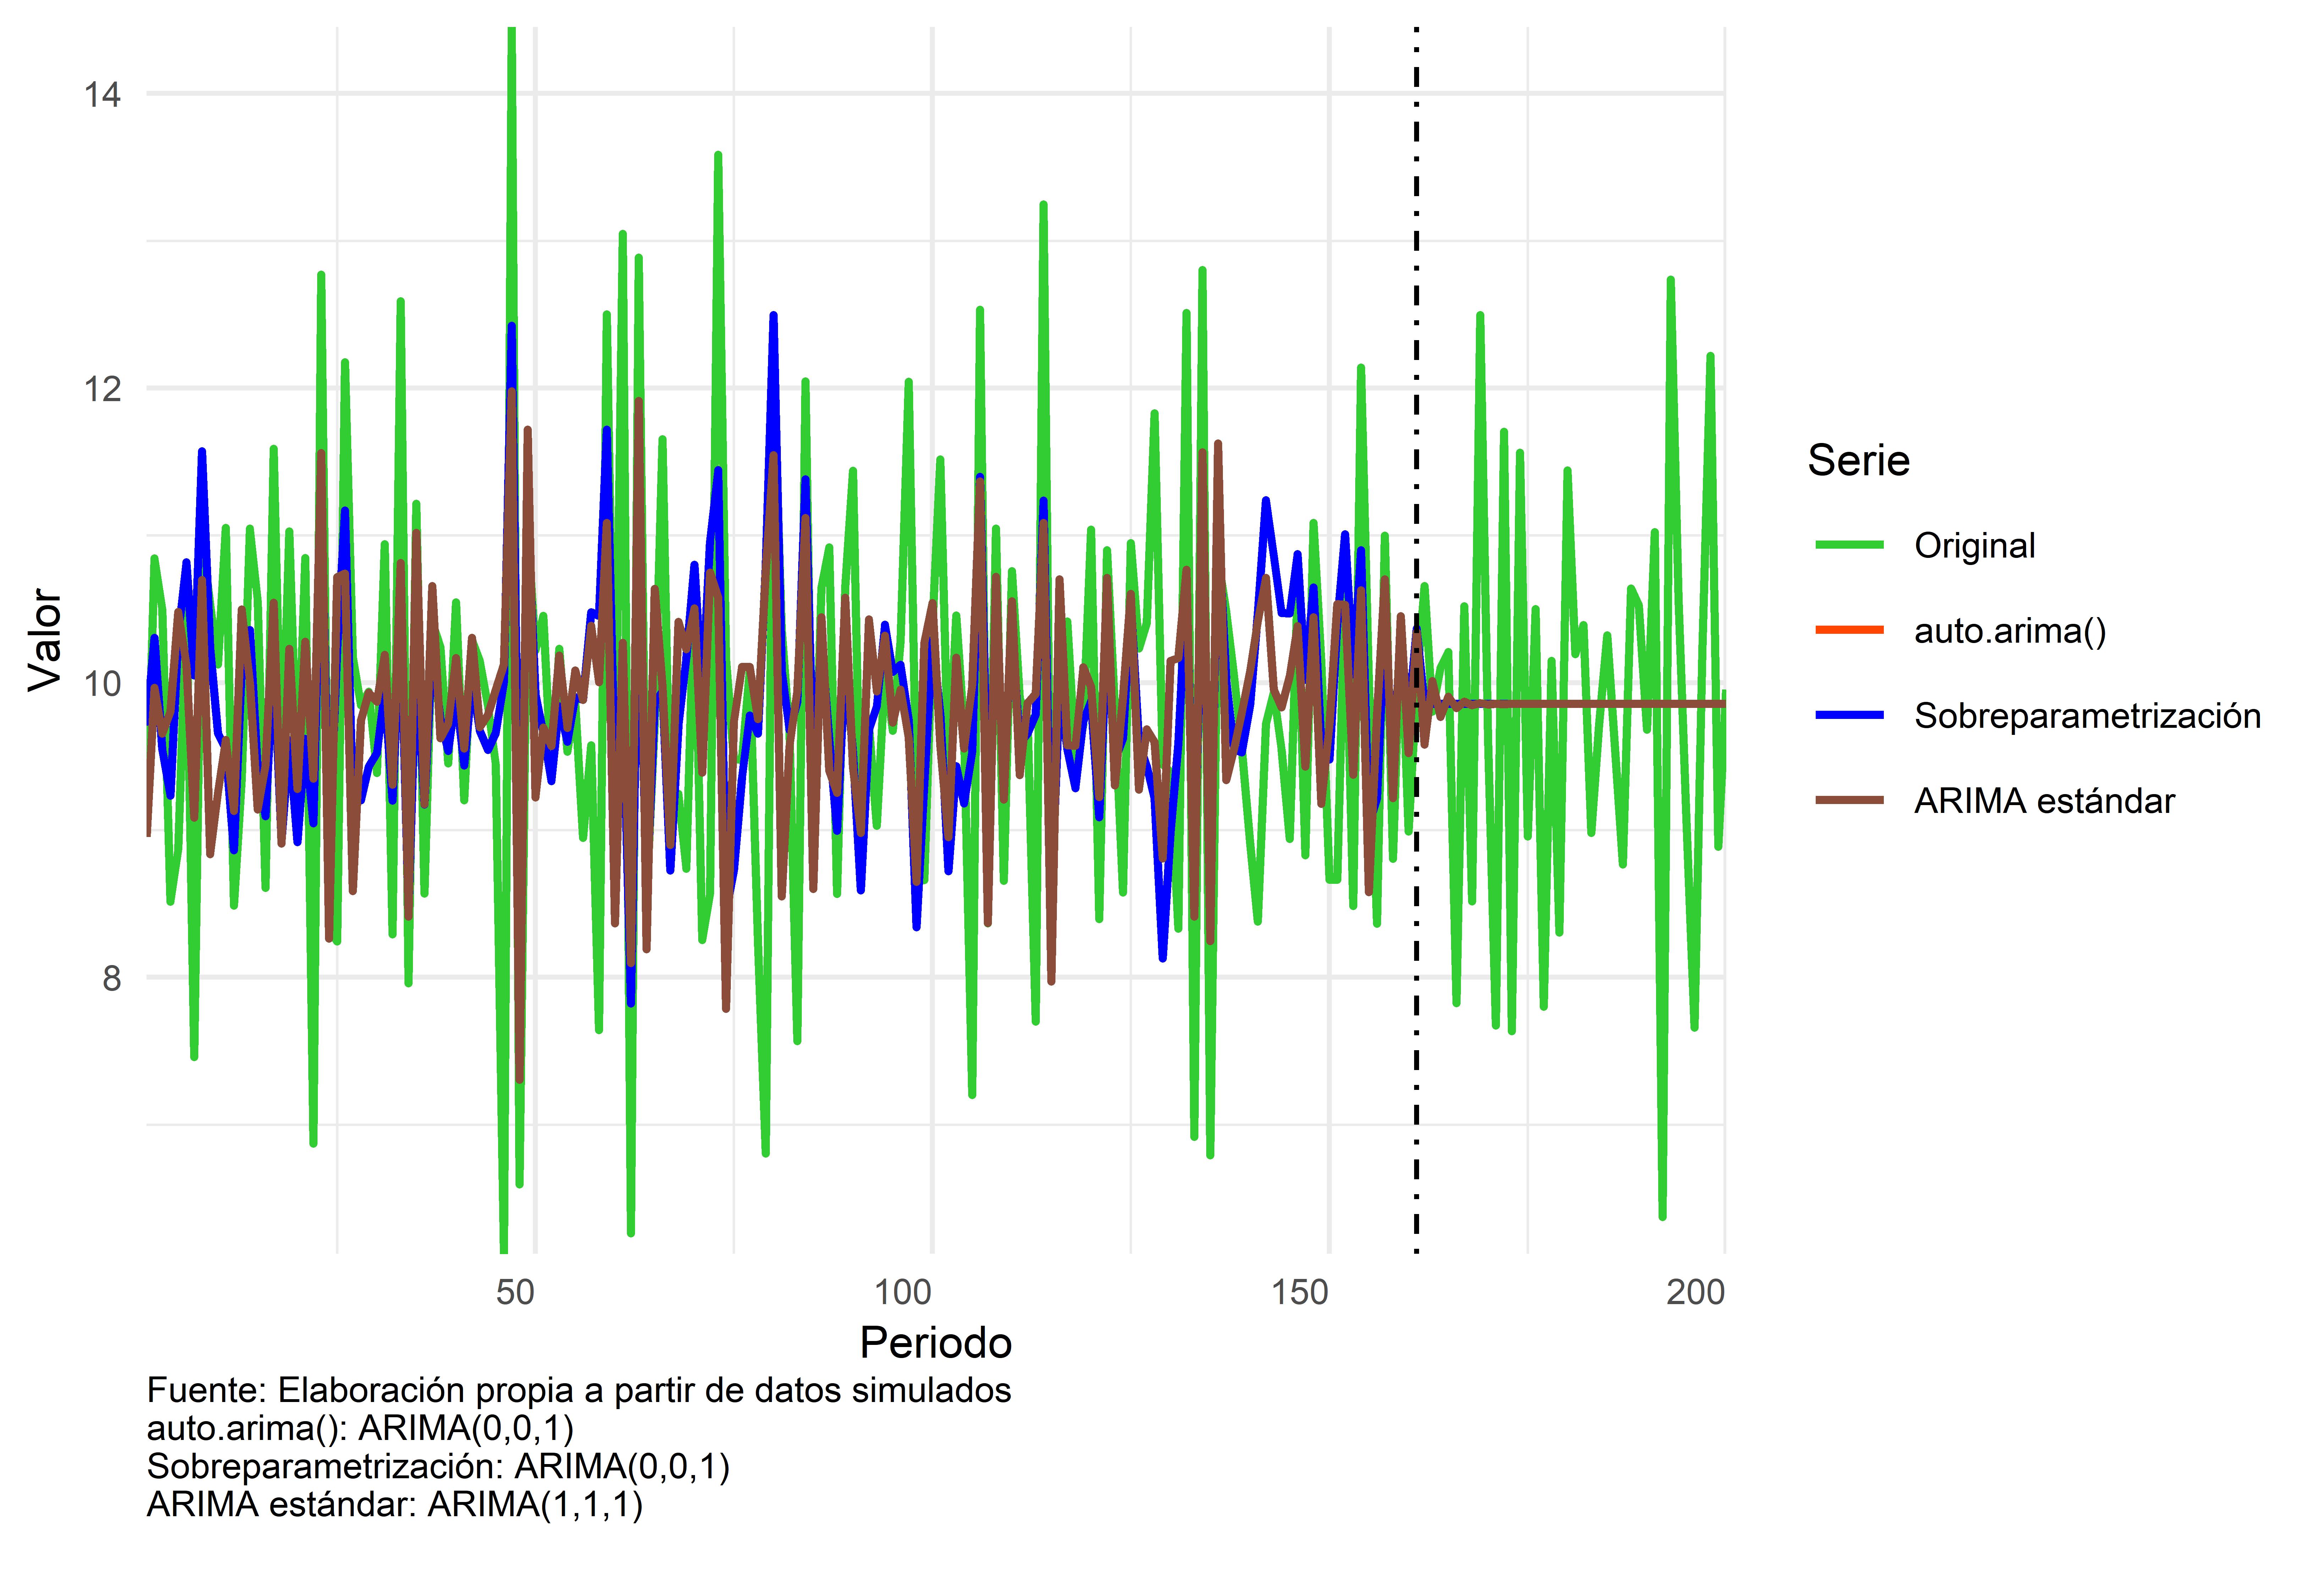 14
12
10
8
Valor
50
100
150
200
Periodo
Serie
Original
auto.arima()
Sobreparametrización
ARIMA estándar
Fuente: Elaboración propia a partir de datos simulados
auto.arima(): ARIMA(0,0,1)
Sobreparametrización: ARIMA(0,0,1)
ARIMA estándar: ARIMA(1,1,1)